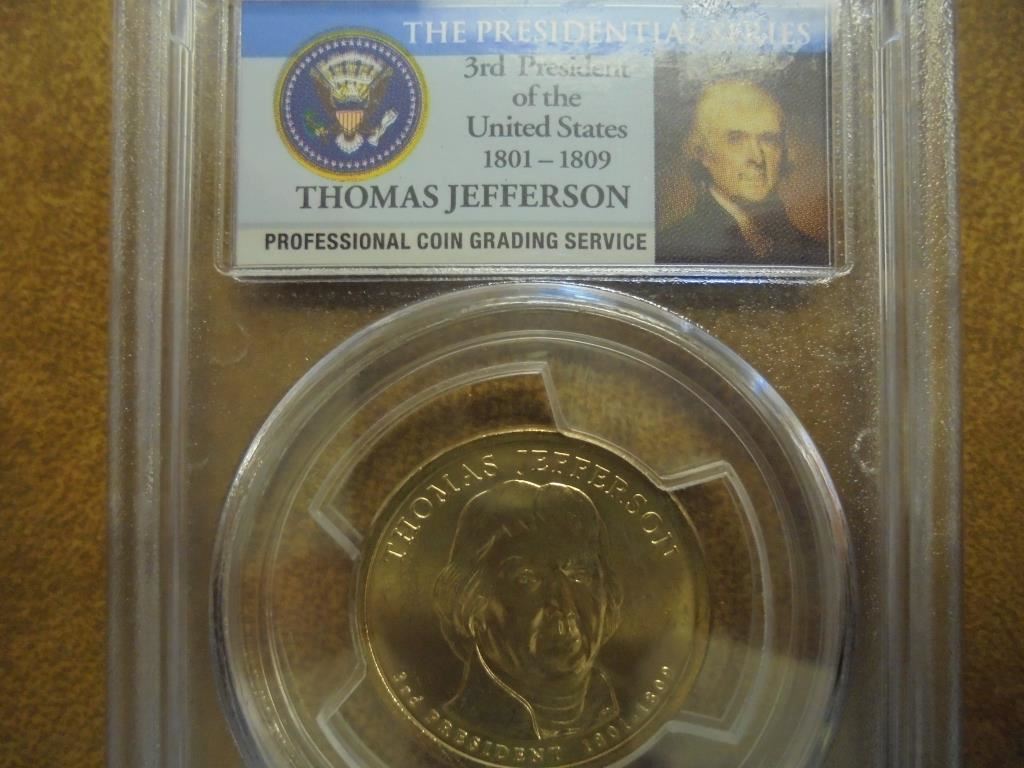 THE PRESIDENTIAL SERIES
3rd President
of the
United States
1801 – 1809
THOMAS JEFFERSON
PROFESSIONAL COIN GRADING SERVICE
THOMAS JEFFERSON
3rd PRESIDENT 1801-1809